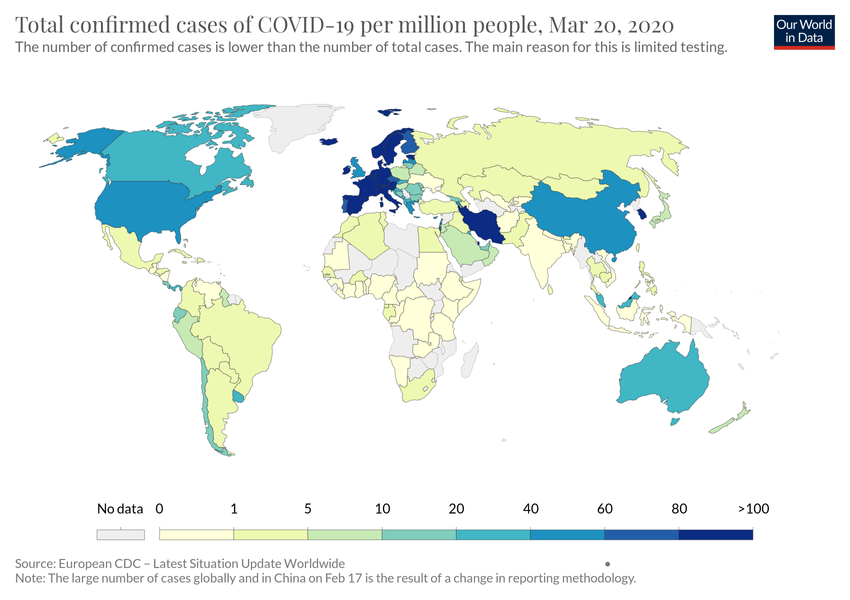 Total confirmed cases of COVID-19 per million people, Mar 20, 2020
The number of confirmed cases is lower than the number of total cases. The main reason for this is limited testing.
Our World
in Data
No data 0 1 5 10 20 40 60 80 >100
Source: European CDC – Latest Situation Update Worldwide
Note: The large number of cases globally and in China on Feb 17 is the result of a change in reporting methodology.